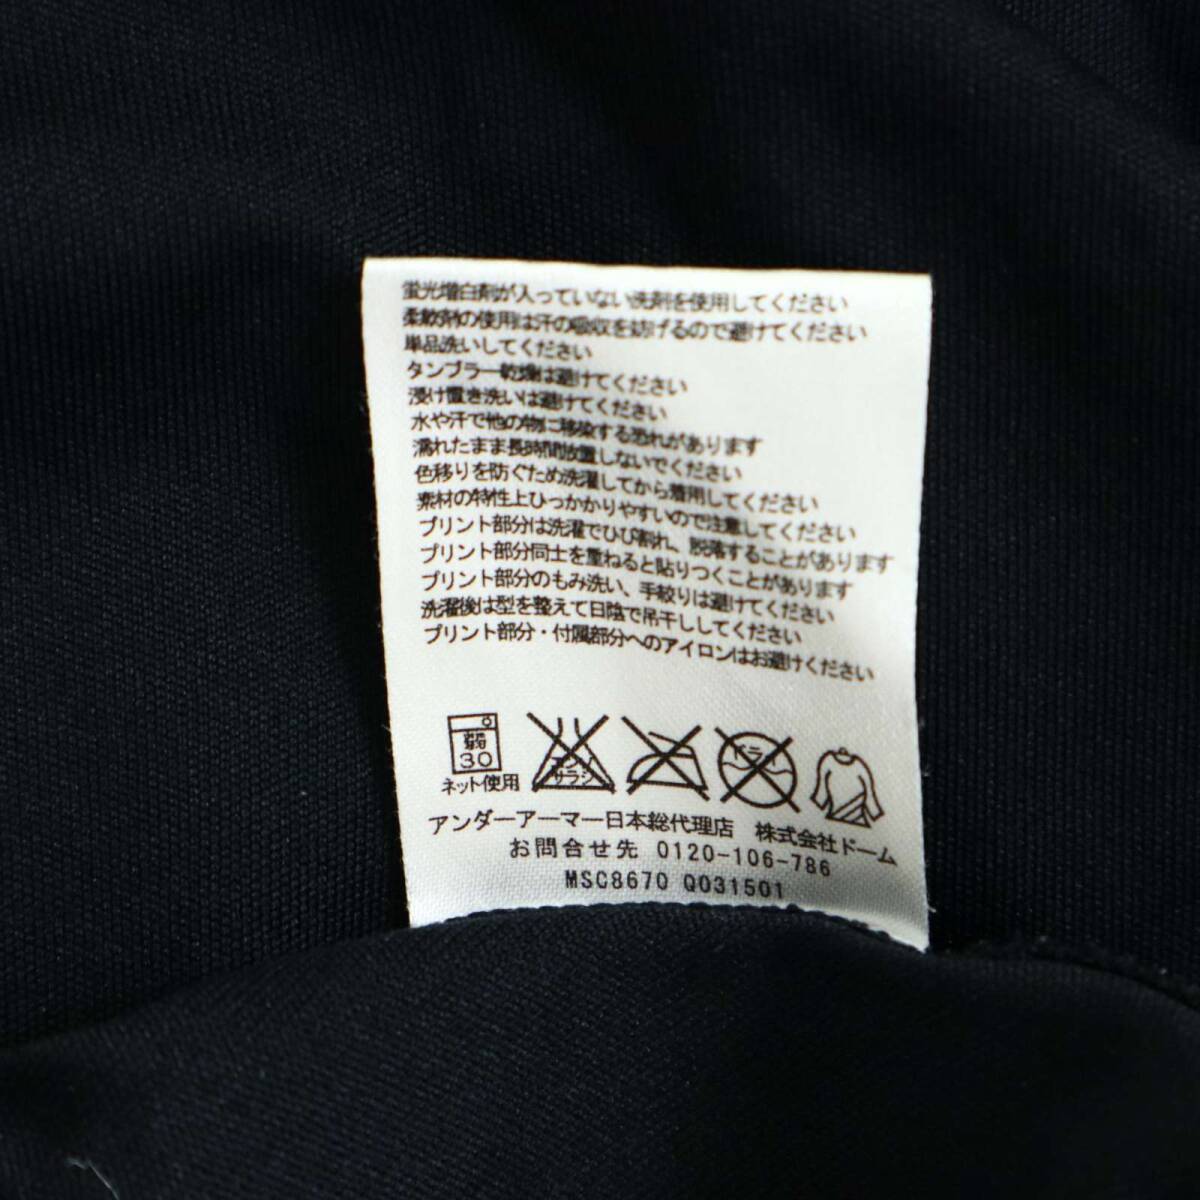 蛍光増白剤が入っていない洗剤を使用してください
柔軟剤の使用は汗の吸収を妨げるので避けてください
単品洗いしてください
タンブラー乾燥は避けてください
浸け置き洗いは避けてください
水や汗で他の物に移染する恐れがあります
濡れたまま長時間放置しないでください
色移りを防ぐため洗濯してから着用してください
素材の特性上ひっかかりやすいので注意してください
プリント部分は洗濯でひび割れ、脱落することがあります
プリント部分同士を重ねると貼りつくことがあります
プリント部分のもみ洗い、手絞りは避けてください
洗濯後は型を整えて日陰で吊干ししてください
プリント部分・付属部分へのアイロンはお避けください
弱
30
エンソ
サラシ
ドライ
ネット使用
アンダーアーマー日本総代理店 株式会社ドーム
お問合せ先 0120-106-786
MSC8670 Q031501